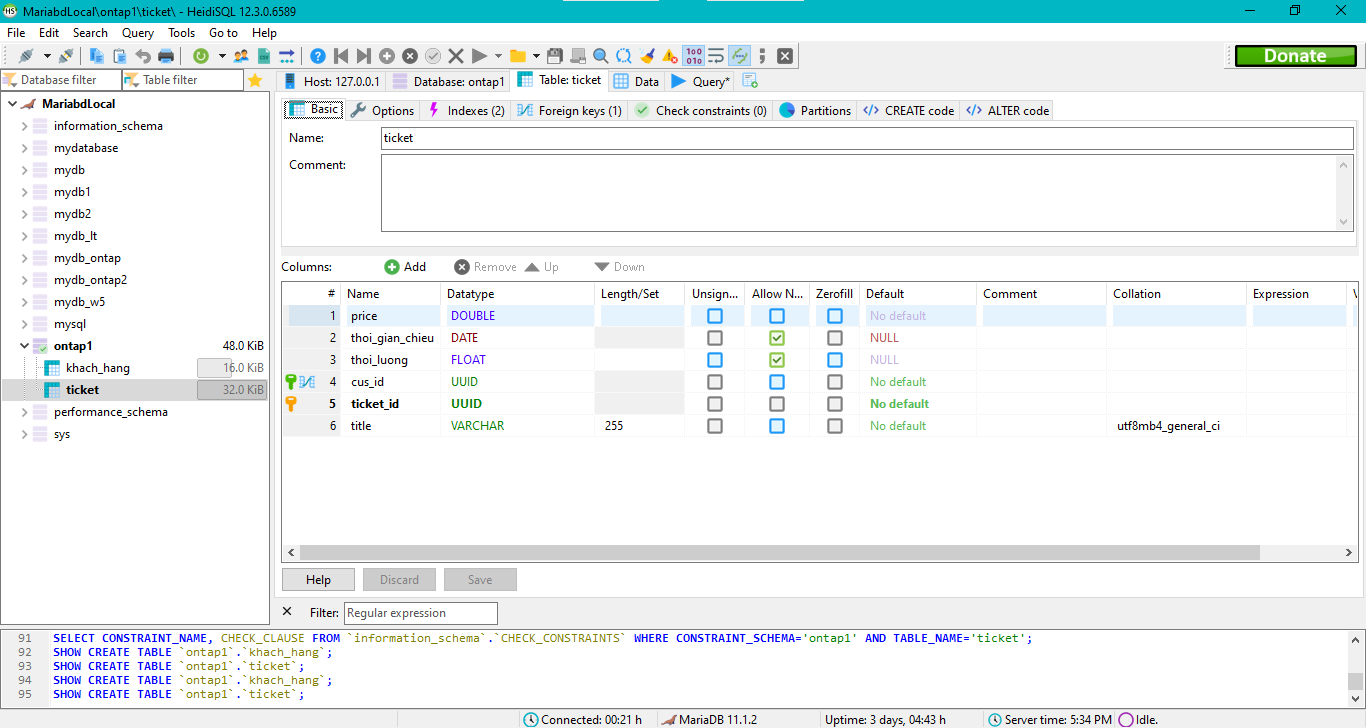 MariabdLocal\ontap1\ticket\ - HeidiSQL 12.3.0.6589
File Edit Search Query Tools Go to Help
Donate
Database filter Table filter
Host: 127.0.0.1 Database: ontap1 Table: ticket Data Query*
MariabdLocal
information_schema
mydatabase
mydb
mydb1
mydb2
mydb_lt
mydb_ontap
mydb_ontap2
mydb_w5
mysql
ontap1 48.0 KiB
khach_hang 16.0 KiB
ticket 32.0 KiB
performance_schema
sys
Basic Options Indexes (2) Foreign keys (1) Check constraints (0) Partitions CREATE code ALTER code
Name: ticket
Comment:
Columns: Add Remove Up Down
# Name Datatype Length/Set Unsign... Allow N... Zerofill Default Comment Collation Expression V
1 price DOUBLE No default
2 thoi_gian_chieu DATE NULL
3 thoi_luong FLOAT NULL
4 cus_id UUID No default
5 ticket_id UUID No default
6 title VARCHAR 255 No default utf8mb4_general_ci
Help Discard Save
Filter: Regular expression
91 SELECT CONSTRAINT_NAME, CHECK_CLAUSE FROM `information_schema`.`CHECK_CONSTRAINTS` WHERE CONSTRAINT_SCHEMA='ontap1' AND TABLE_NAME='ticket';
92 SHOW CREATE TABLE `ontap1`.`khach_hang`;
93 SHOW CREATE TABLE `ontap1`.`ticket`;
94 SHOW CREATE TABLE `ontap1`.`khach_hang`;
95 SHOW CREATE TABLE `ontap1`.`ticket`;
Connected: 00:21 h MariaDB 11.1.2 Uptime: 3 days, 04:43 h Server time: 5:34 PM Idle.